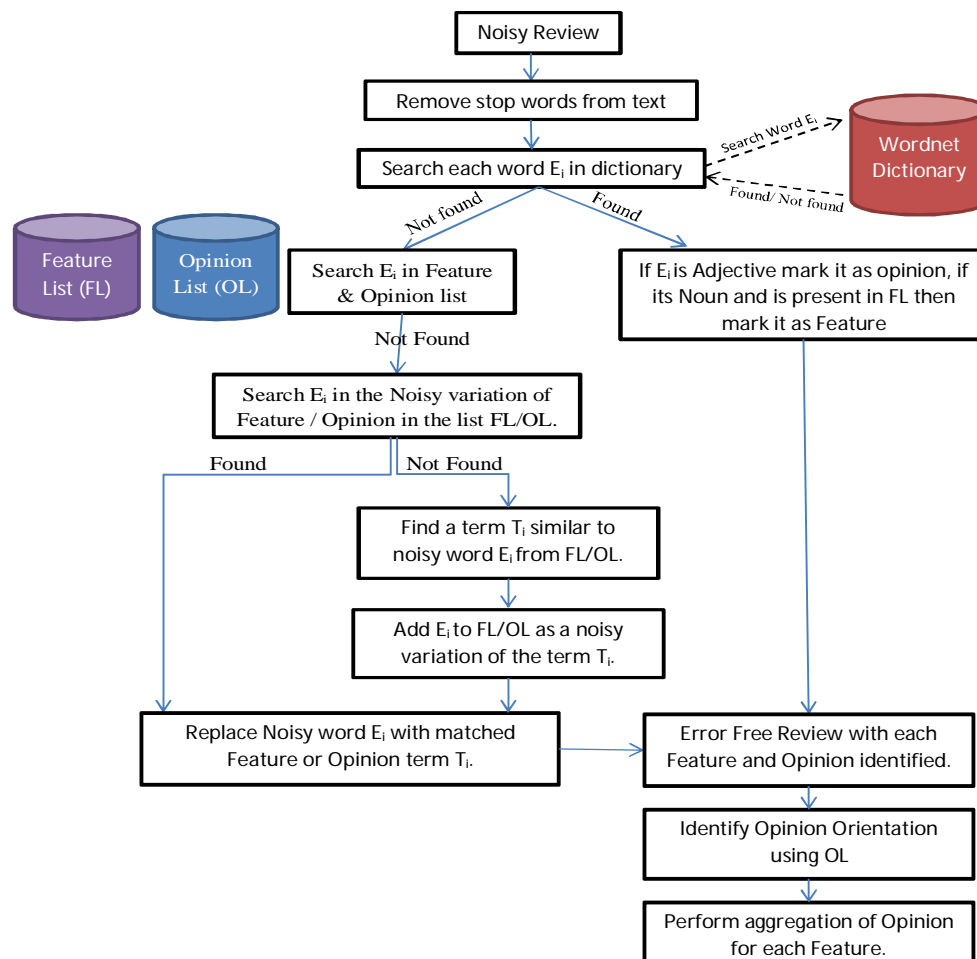 Noisy Review
Remove stop words from text
Search Word Ei
Wordnet
Dictionary
Search each word Ei in dictionary
Found/ Not found
Not found
Found
Feature
List (FL)
Opinion
List (OL)
Search Ei in Feature
& Opinion list
If Ei is Adjective mark it as opinion, if
its Noun and is present in FL then
mark it as Feature
Not Found
Search Ei in the Noisy variation of
Feature / Opinion in the list FL/OL.
Found
Not Found
Find a term Ti similar to
noisy word Ei from FL/OL.
Add Ei to FL/OL as a noisy
variation of the term Ti.
Replace Noisy word Ei with matched
Feature or Opinion term Ti.
Error Free Review with each
Feature and Opinion identified.
Identify Opinion Orientation
using OL
Perform aggregation of Opinion
for each Feature.